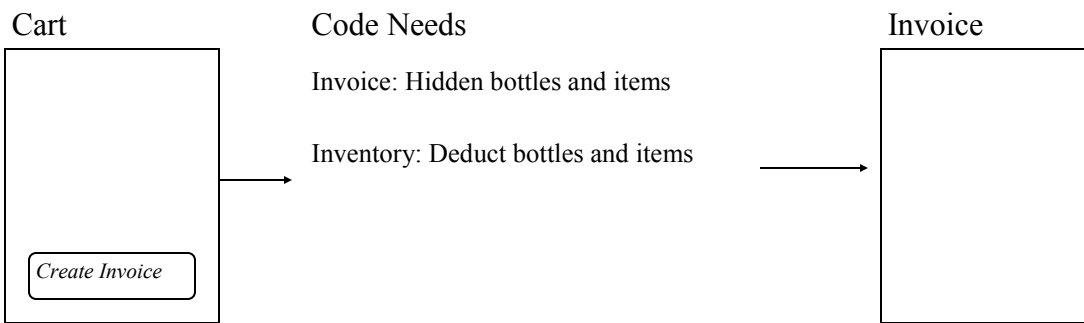 Cart
Code Needs
Invoice
Invoice: Hidden bottles and items
Inventory: Deduct bottles and items
Create Invoice